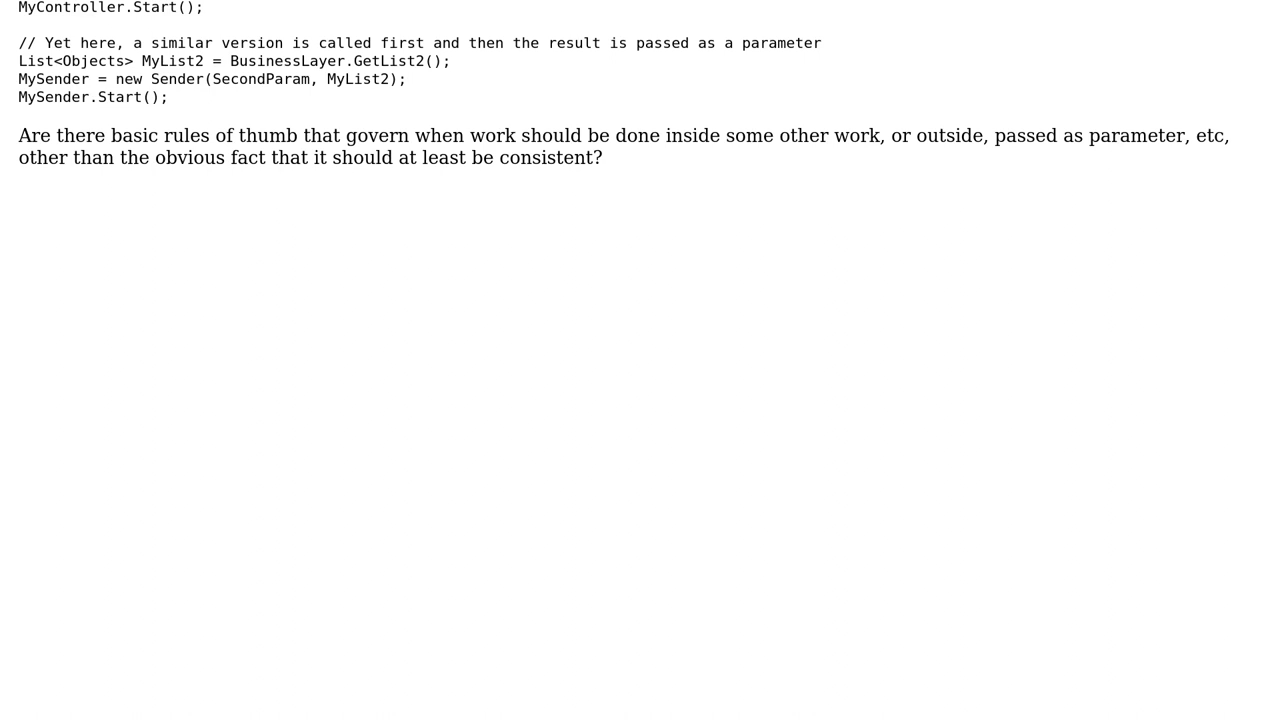 MyController.Start();
// Yet here, a similar version is called first and then the result is passed as a parameter
List<Objects> MyList2 = BusinessLayer.GetList2();
MySender = new Sender(SecondParam, MyList2);
MySender.Start();
Are there basic rules of thumb that govern when work should be done inside some other work, or outside, passed as parameter, etc,
other than the obvious fact that it should at least be consistent?